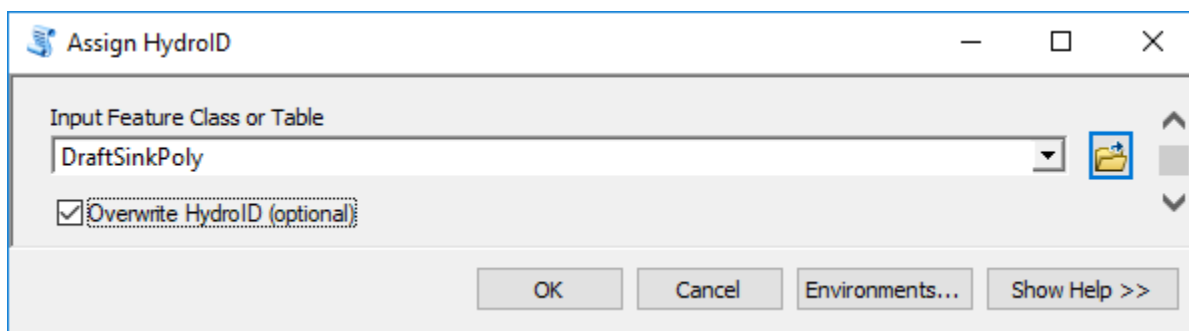 Assign HydroID
Input Feature Class or Table
DraftSinkPoly
Overwrite HydroID (optional)
OK Cancel Environments... Show Help >>